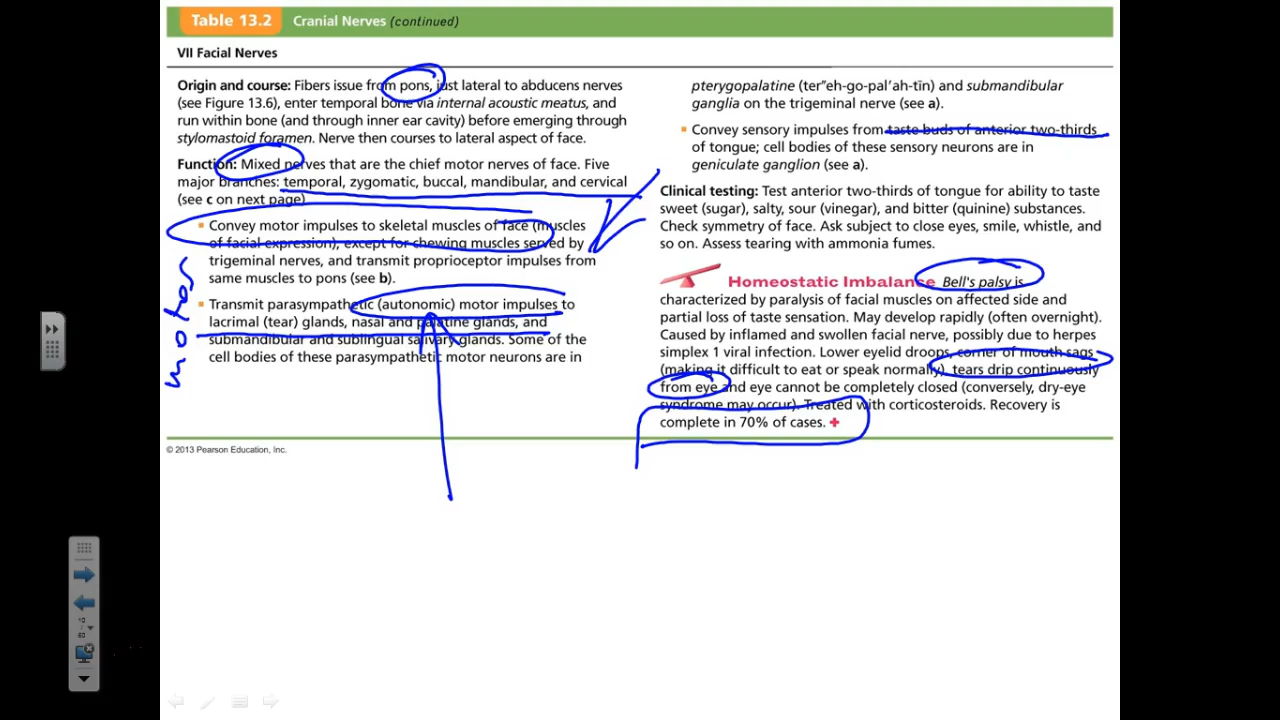 Table 13.2 Cranial Nerves (continued)
VII Facial Nerves
Origin and course: Fibers issue from pons, just lateral to abducens nerves
(see Figure 13.6), enter temporal bone via internal acoustic meatus, and
run within bone (and through inner ear cavity) before emerging through
stylomastoid foramen. Nerve then courses to lateral aspect of face.
Function: Mixed nerves that are the chief motor nerves of face. Five
major branches: temporal, zygomatic, buccal, mandibular, and cervical
(see c on next page)
▪ Convey motor impulses to skeletal muscles of face (muscles
of facial expression), except for chewing muscles served by
trigeminal nerves, and transmit proprioceptor impulses from
same muscles to pons (see b).
▪ Transmit parasympathetic (autonomic) motor impulses to
lacrimal (tear) glands, nasal and palatine glands, and
submandibular and sublingual salivary glands. Some of the
cell bodies of these parasympathetic motor neurons are in
motor
pterygopalatine (ter″eh-go-pal′ah-tīn) and submandibular
ganglia on the trigeminal nerve (see a).
▪ Convey sensory impulses from taste buds of anterior two-thirds
of tongue; cell bodies of these sensory neurons are in
geniculate ganglion (see a).
Clinical testing: Test anterior two-thirds of tongue for ability to taste
sweet (sugar), salty, sour (vinegar), and bitter (quinine) substances.
Check symmetry of face. Ask subject to close eyes, smile, whistle, and
so on. Assess tearing with ammonia fumes.
Homeostatic Imbalance Bell's palsy is
characterized by paralysis of facial muscles on affected side and
partial loss of taste sensation. May develop rapidly (often overnight).
Caused by inflamed and swollen facial nerve, possibly due to herpes
simplex 1 viral infection. Lower eyelid droops, corner of mouth sags
(making it difficult to eat or speak normally), tears drip continuously
from eye and eye cannot be completely closed (conversely, dry-eye
syndrome may occur). Treated with corticosteroids. Recovery is
complete in 70% of cases. ✚
© 2013 Pearson Education, Inc.